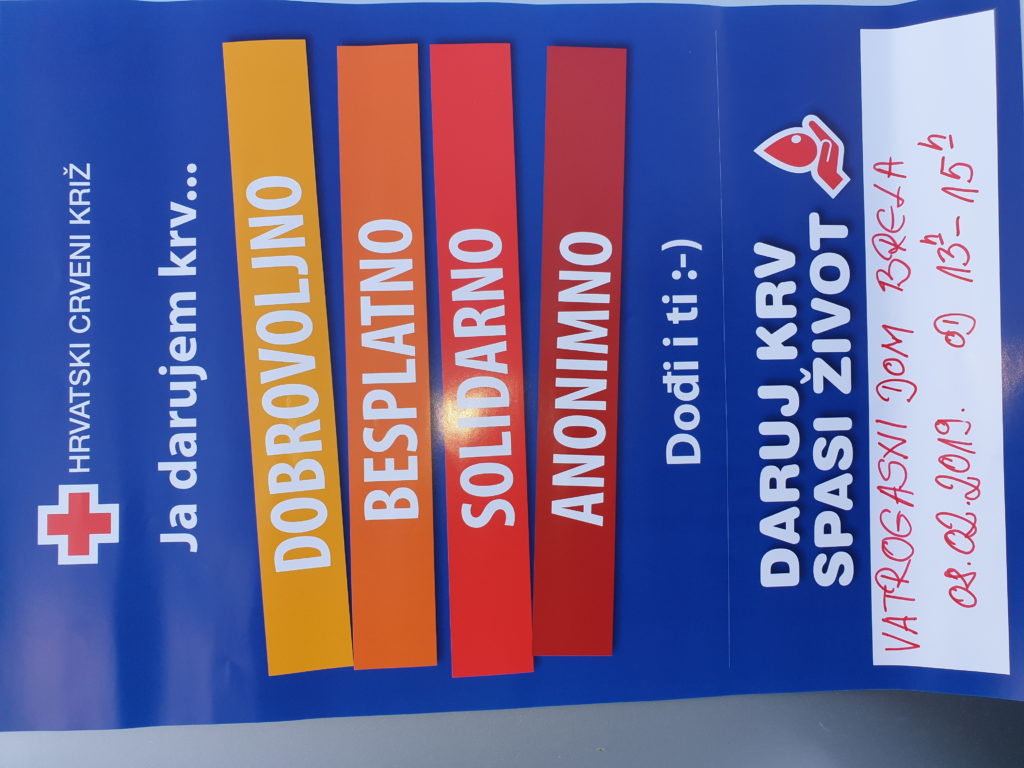 HRVATSKI CRVENI KRIŽ
Ja darujem krv...
DOBROVOLJNO
BESPLATNO
SOLIDARNO
ANONIMNO
Dođi i ti :-)
DARUJ KRV
SPASI ŽIVOT
VATROGASNI DOM BRELA
08.02.2019. OD 13h - 15h